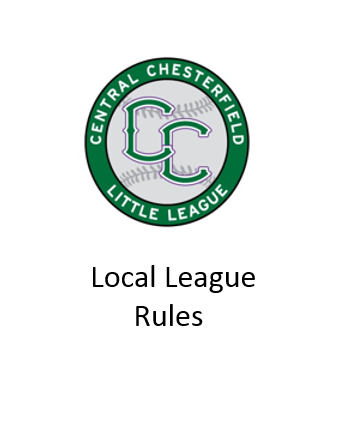 CENTRAL CHESTERFIELD
CC
LITTLE LEAGUE
Local League
Rules